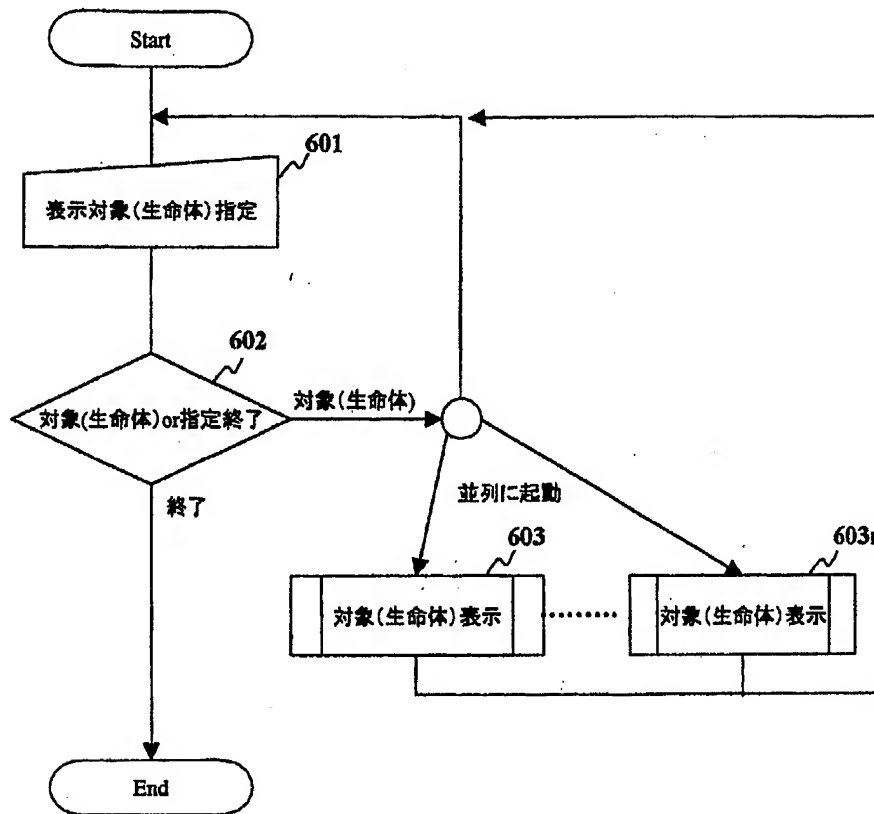 Start
601
表示対象(生命体)指定
602
対象(生命体)or指定終了
対象(生命体)
終了
並列に起動
603
603n
対象(生命体)表示
対象(生命体)表示
End